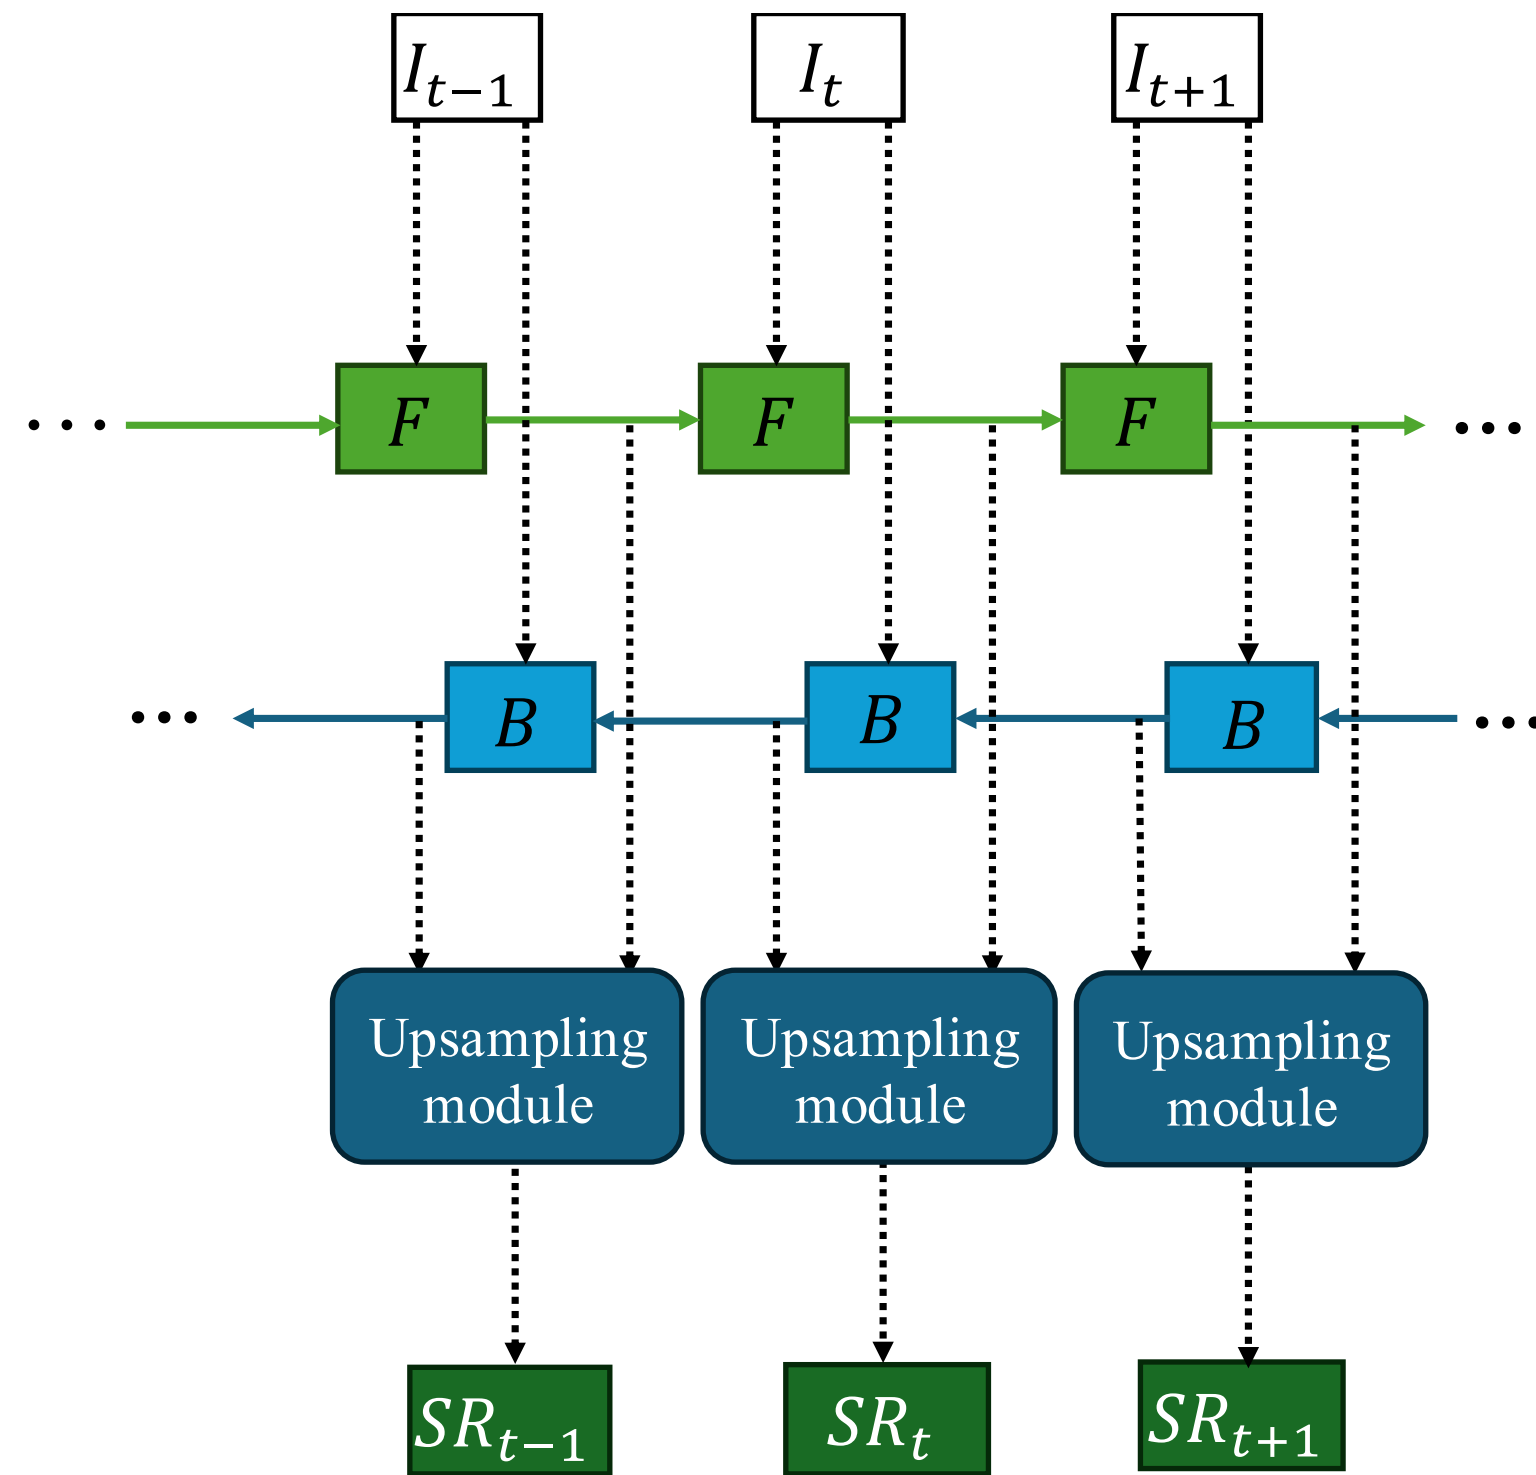 I_{t−1} I_t I_{t+1}
... F F F ...
... B B B ...
Upsampling Upsampling Upsampling
module module module
SR_{t−1} SR_t SR_{t+1}